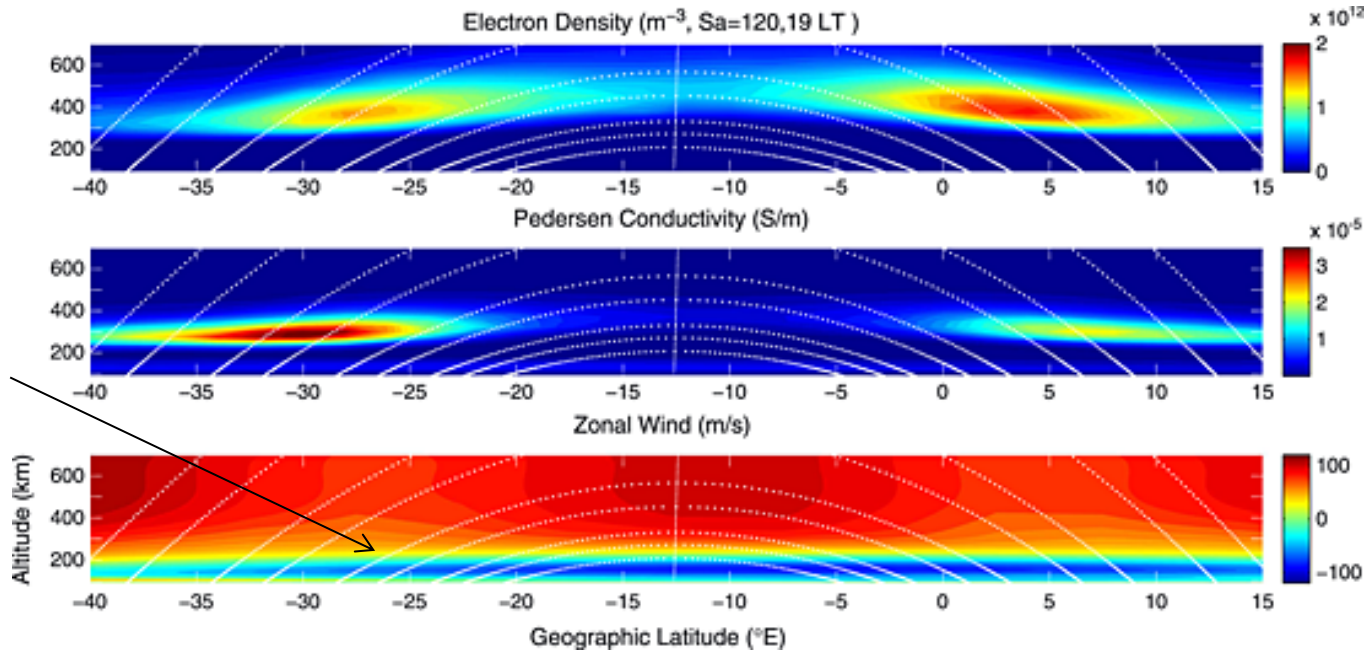 Electron Density (m⁻³, Sa=120,19 LT )
x 10¹²
600
400
200
2
1
0
−40 −35 −30 −25 −20 −15 −10 −5 0 5 10 15
Pedersen Conductivity (S/m)
x 10⁻⁵
600
400
200
3
2
1
−40 −35 −30 −25 −20 −15 −10 −5 0 5 10 15
Zonal Wind (m/s)
Altitude (km)
600
400
200
100
0
−100
−40 −35 −30 −25 −20 −15 −10 −5 0 5 10 15
Geographic Latitude (°E)